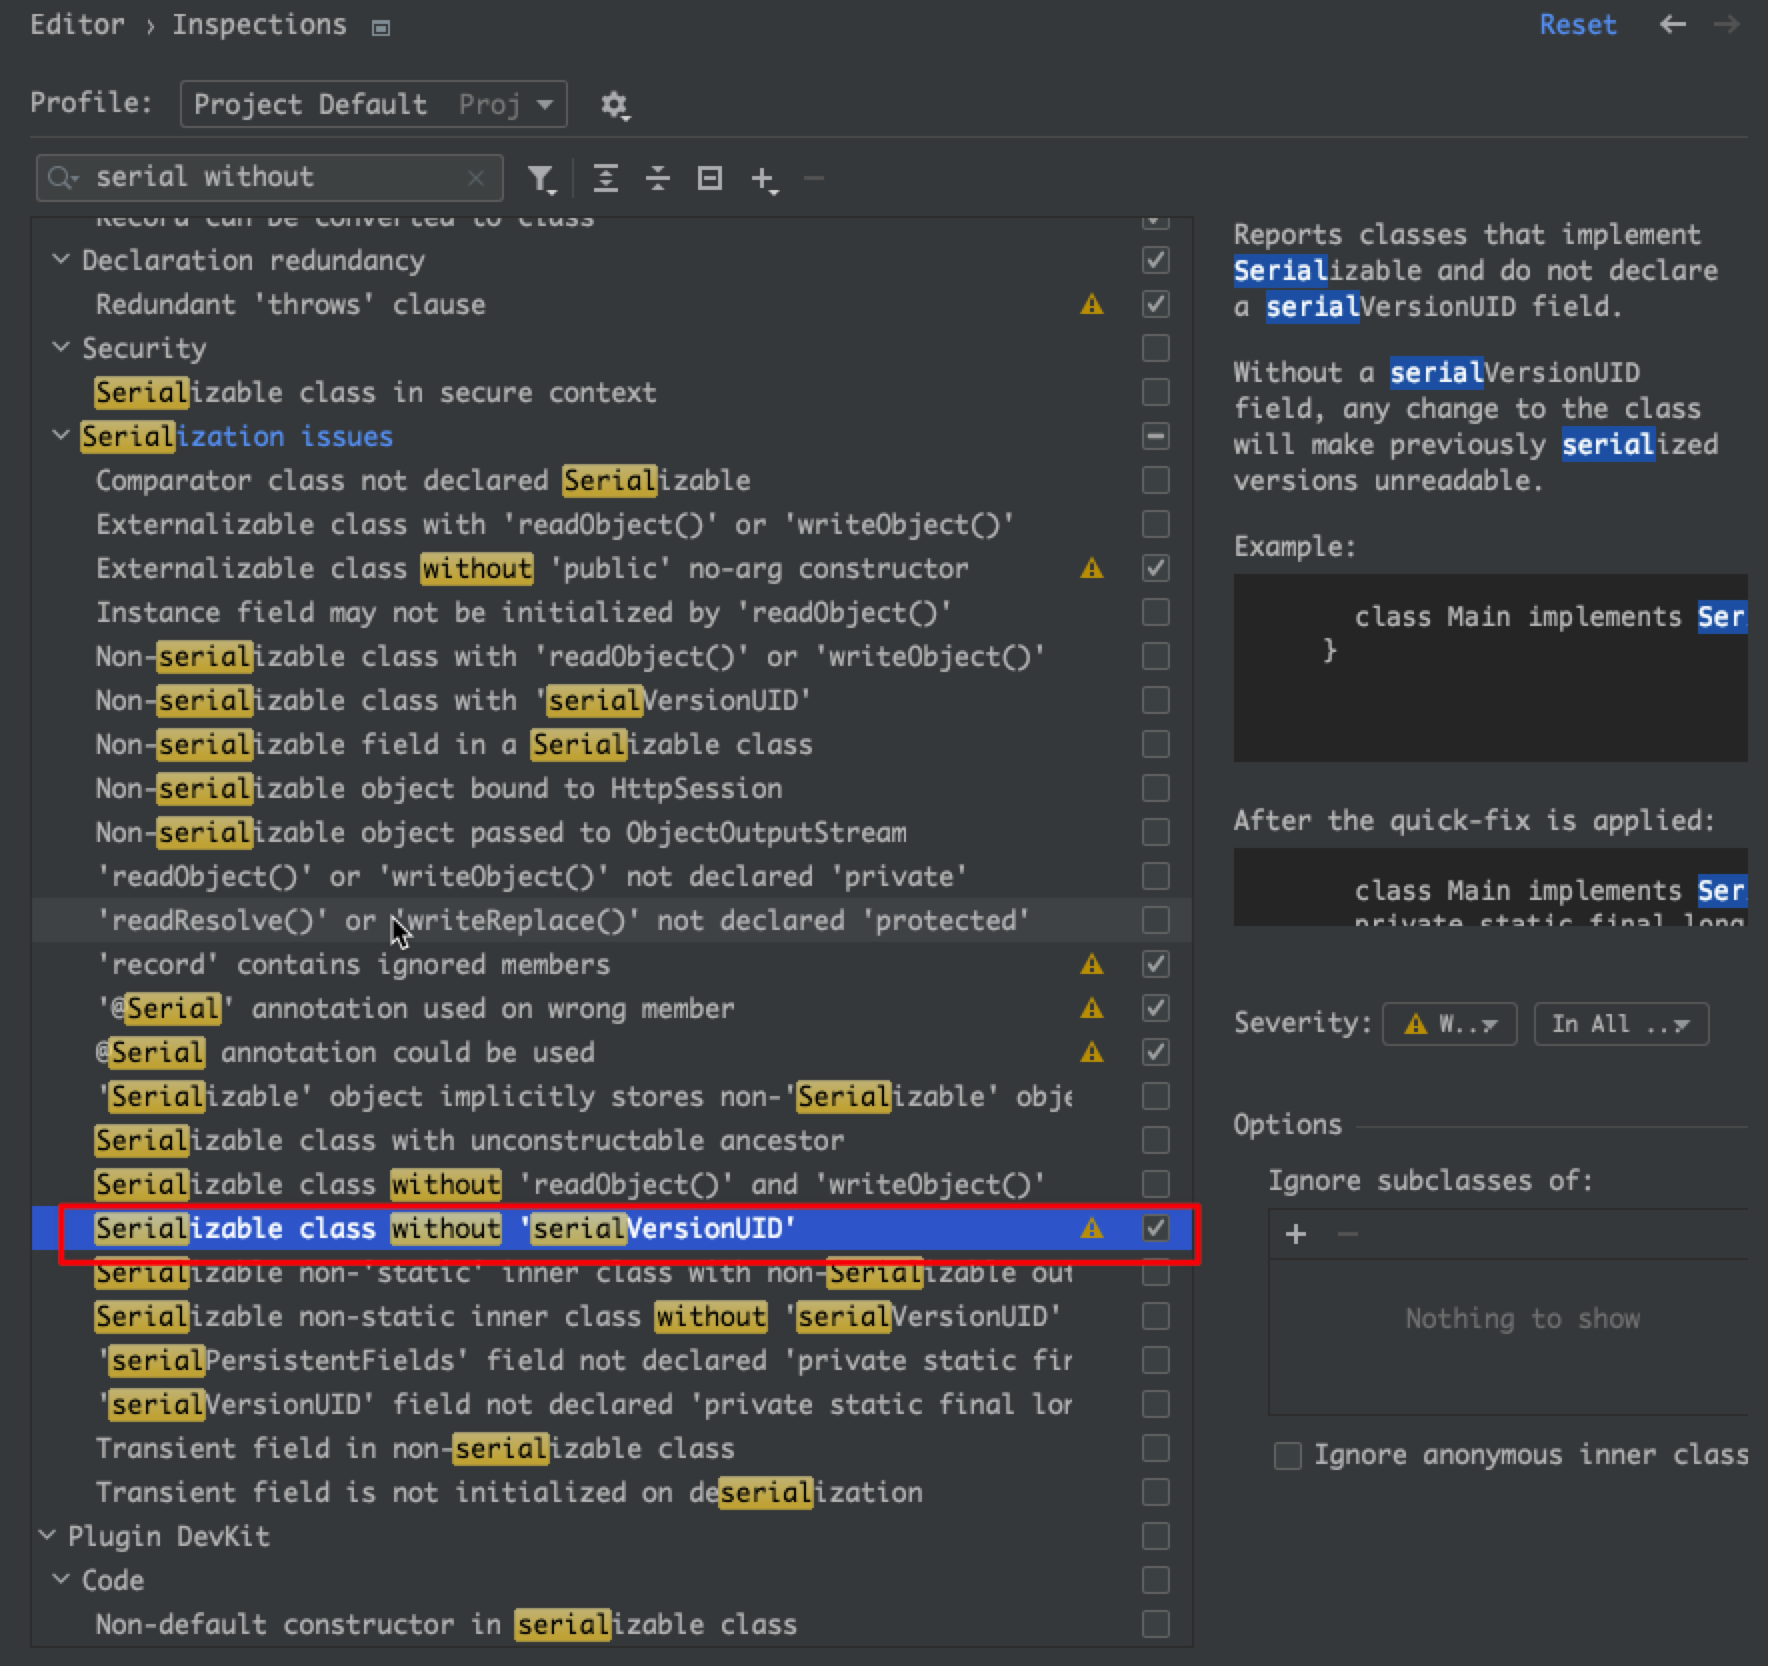 Editor › Inspections
Reset
Profile: Project Default Proj
serial without
Record can be converted to class
Declaration redundancy
Redundant 'throws' clause
Security
Serializable class in secure context
Serialization issues
Comparator class not declared Serializable
Externalizable class with 'readObject()' or 'writeObject()'
Externalizable class without 'public' no-arg constructor
Instance field may not be initialized by 'readObject()'
Non-serializable class with 'readObject()' or 'writeObject()'
Non-serializable class with 'serialVersionUID'
Non-serializable field in a Serializable class
Non-serializable object bound to HttpSession
Non-serializable object passed to ObjectOutputStream
'readObject()' or 'writeObject()' not declared 'private'
'readResolve()' or 'writeReplace()' not declared 'protected'
'record' contains ignored members
'@Serial' annotation used on wrong member
@Serial annotation could be used
'Serializable' object implicitly stores non-'Serializable' obje
Serializable class with unconstructable ancestor
Serializable class without 'readObject()' and 'writeObject()'
Serializable class without 'serialVersionUID'
Serializable non-'static' inner class with non-Serializable out
Serializable non-static inner class without 'serialVersionUID'
'serialPersistentFields' field not declared 'private static fin
'serialVersionUID' field not declared 'private static final lon
Transient field in non-serializable class
Transient field is not initialized on deserialization
Plugin DevKit
Code
Non-default constructor in serializable class
Reports classes that implement
Serializable and do not declare
a serialVersionUID field.
Without a serialVersionUID
field, any change to the class
will make previously serialized
versions unreadable.
Example:
class Main implements Ser
}
After the quick-fix is applied:
class Main implements Ser
private static final long
Severity: W.. In All ..
Options
Ignore subclasses of:
Nothing to show
Ignore anonymous inner class